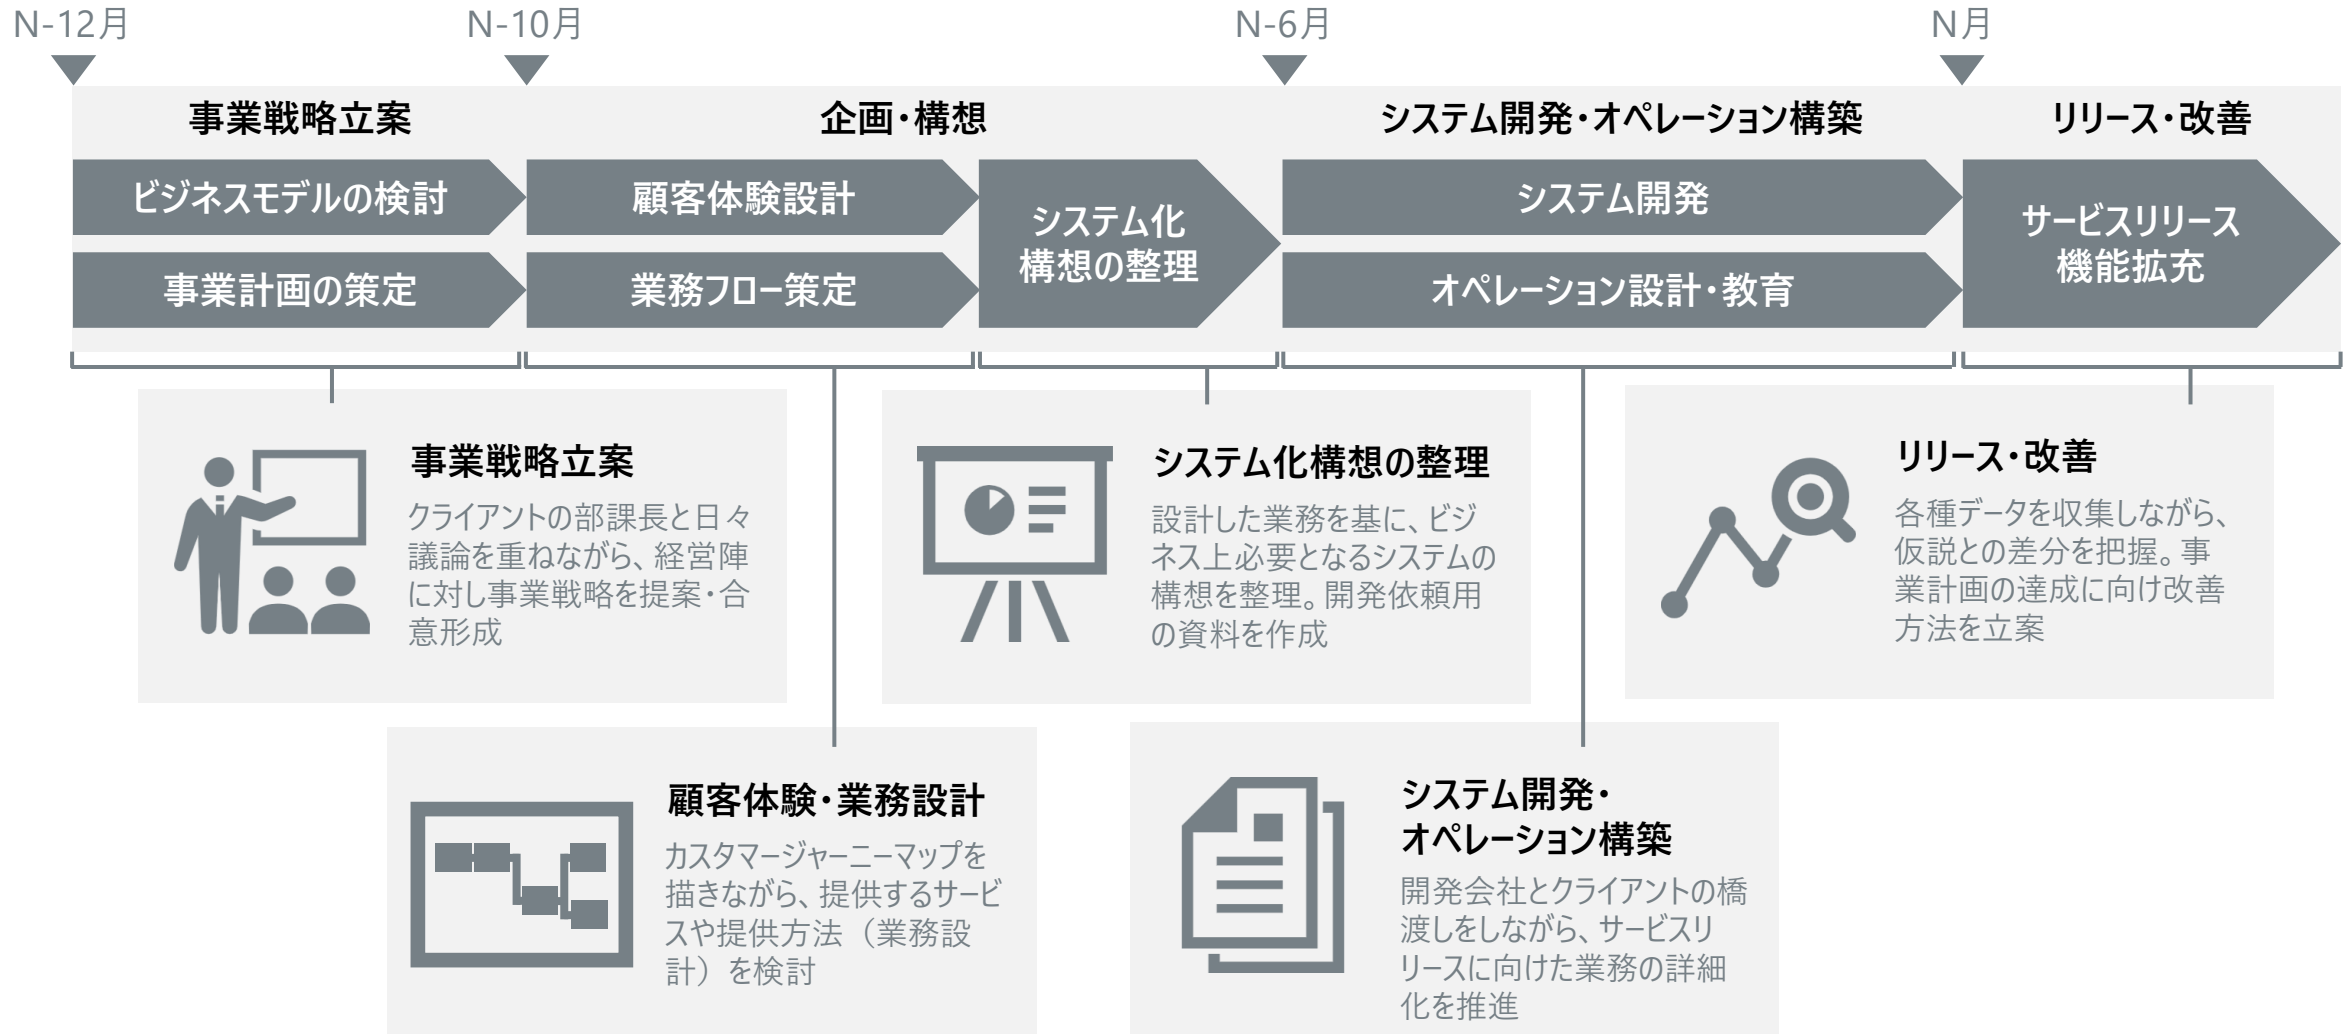 N-12月
N-10月
N-6月
N月
事業戦略立案
企画・構想
システム開発・オペレーション構築
リリース・改善
ビジネスモデルの検討
事業計画の策定
顧客体験設計
業務フロー策定
システム化
構想の整理
システム開発
オペレーション設計・教育
サービスリリース
機能拡充
事業戦略立案
クライアントの部課長と日々
議論を重ねながら、経営陣
に対し事業戦略を提案・合
意形成
システム化構想の整理
設計した業務を基に、ビジ
ネス上必要となるシステムの
構想を整理。開発依頼用
の資料を作成
リリース・改善
各種データを収集しながら、
仮説との差分を把握。事
業計画の達成に向け改善
方法を立案
顧客体験・業務設計
カスタマージャーニーマップを
描きながら、提供するサービ
スや提供方法（業務設
計）を検討
システム開発・
オペレーション構築
開発会社とクライアントの橋
渡しをしながら、サービスリ
リースに向けた業務の詳細
化を推進